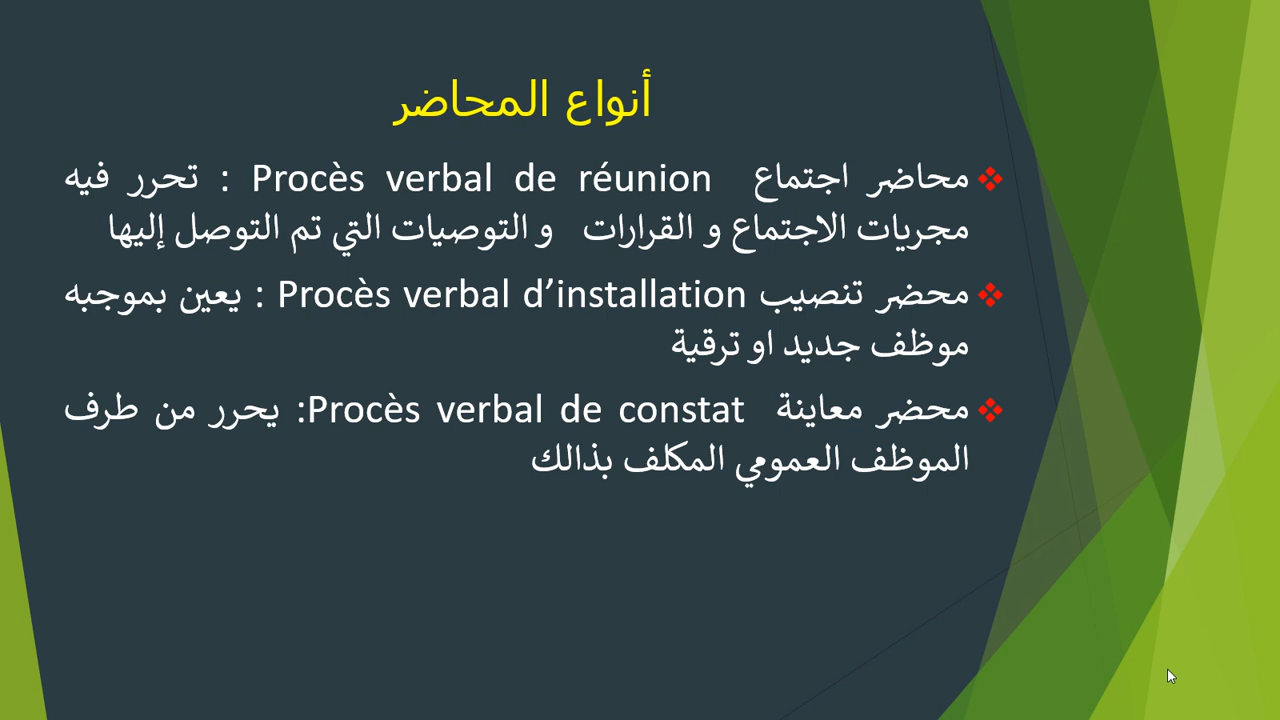 أنواع المحاضر
محاضر اجتماع Procès verbal de réunion : تحرر فيه
مجريات الاجتماع و القرارات و التوصيات التي تم التوصل إليها
محضر تنصيب Procès verbal d’installation : يعين بموجبه
موظف جديد او ترقية
محضر معاينة Procès verbal de constat: يحرر من طرف
الموظف العمومي المكلف بذالك